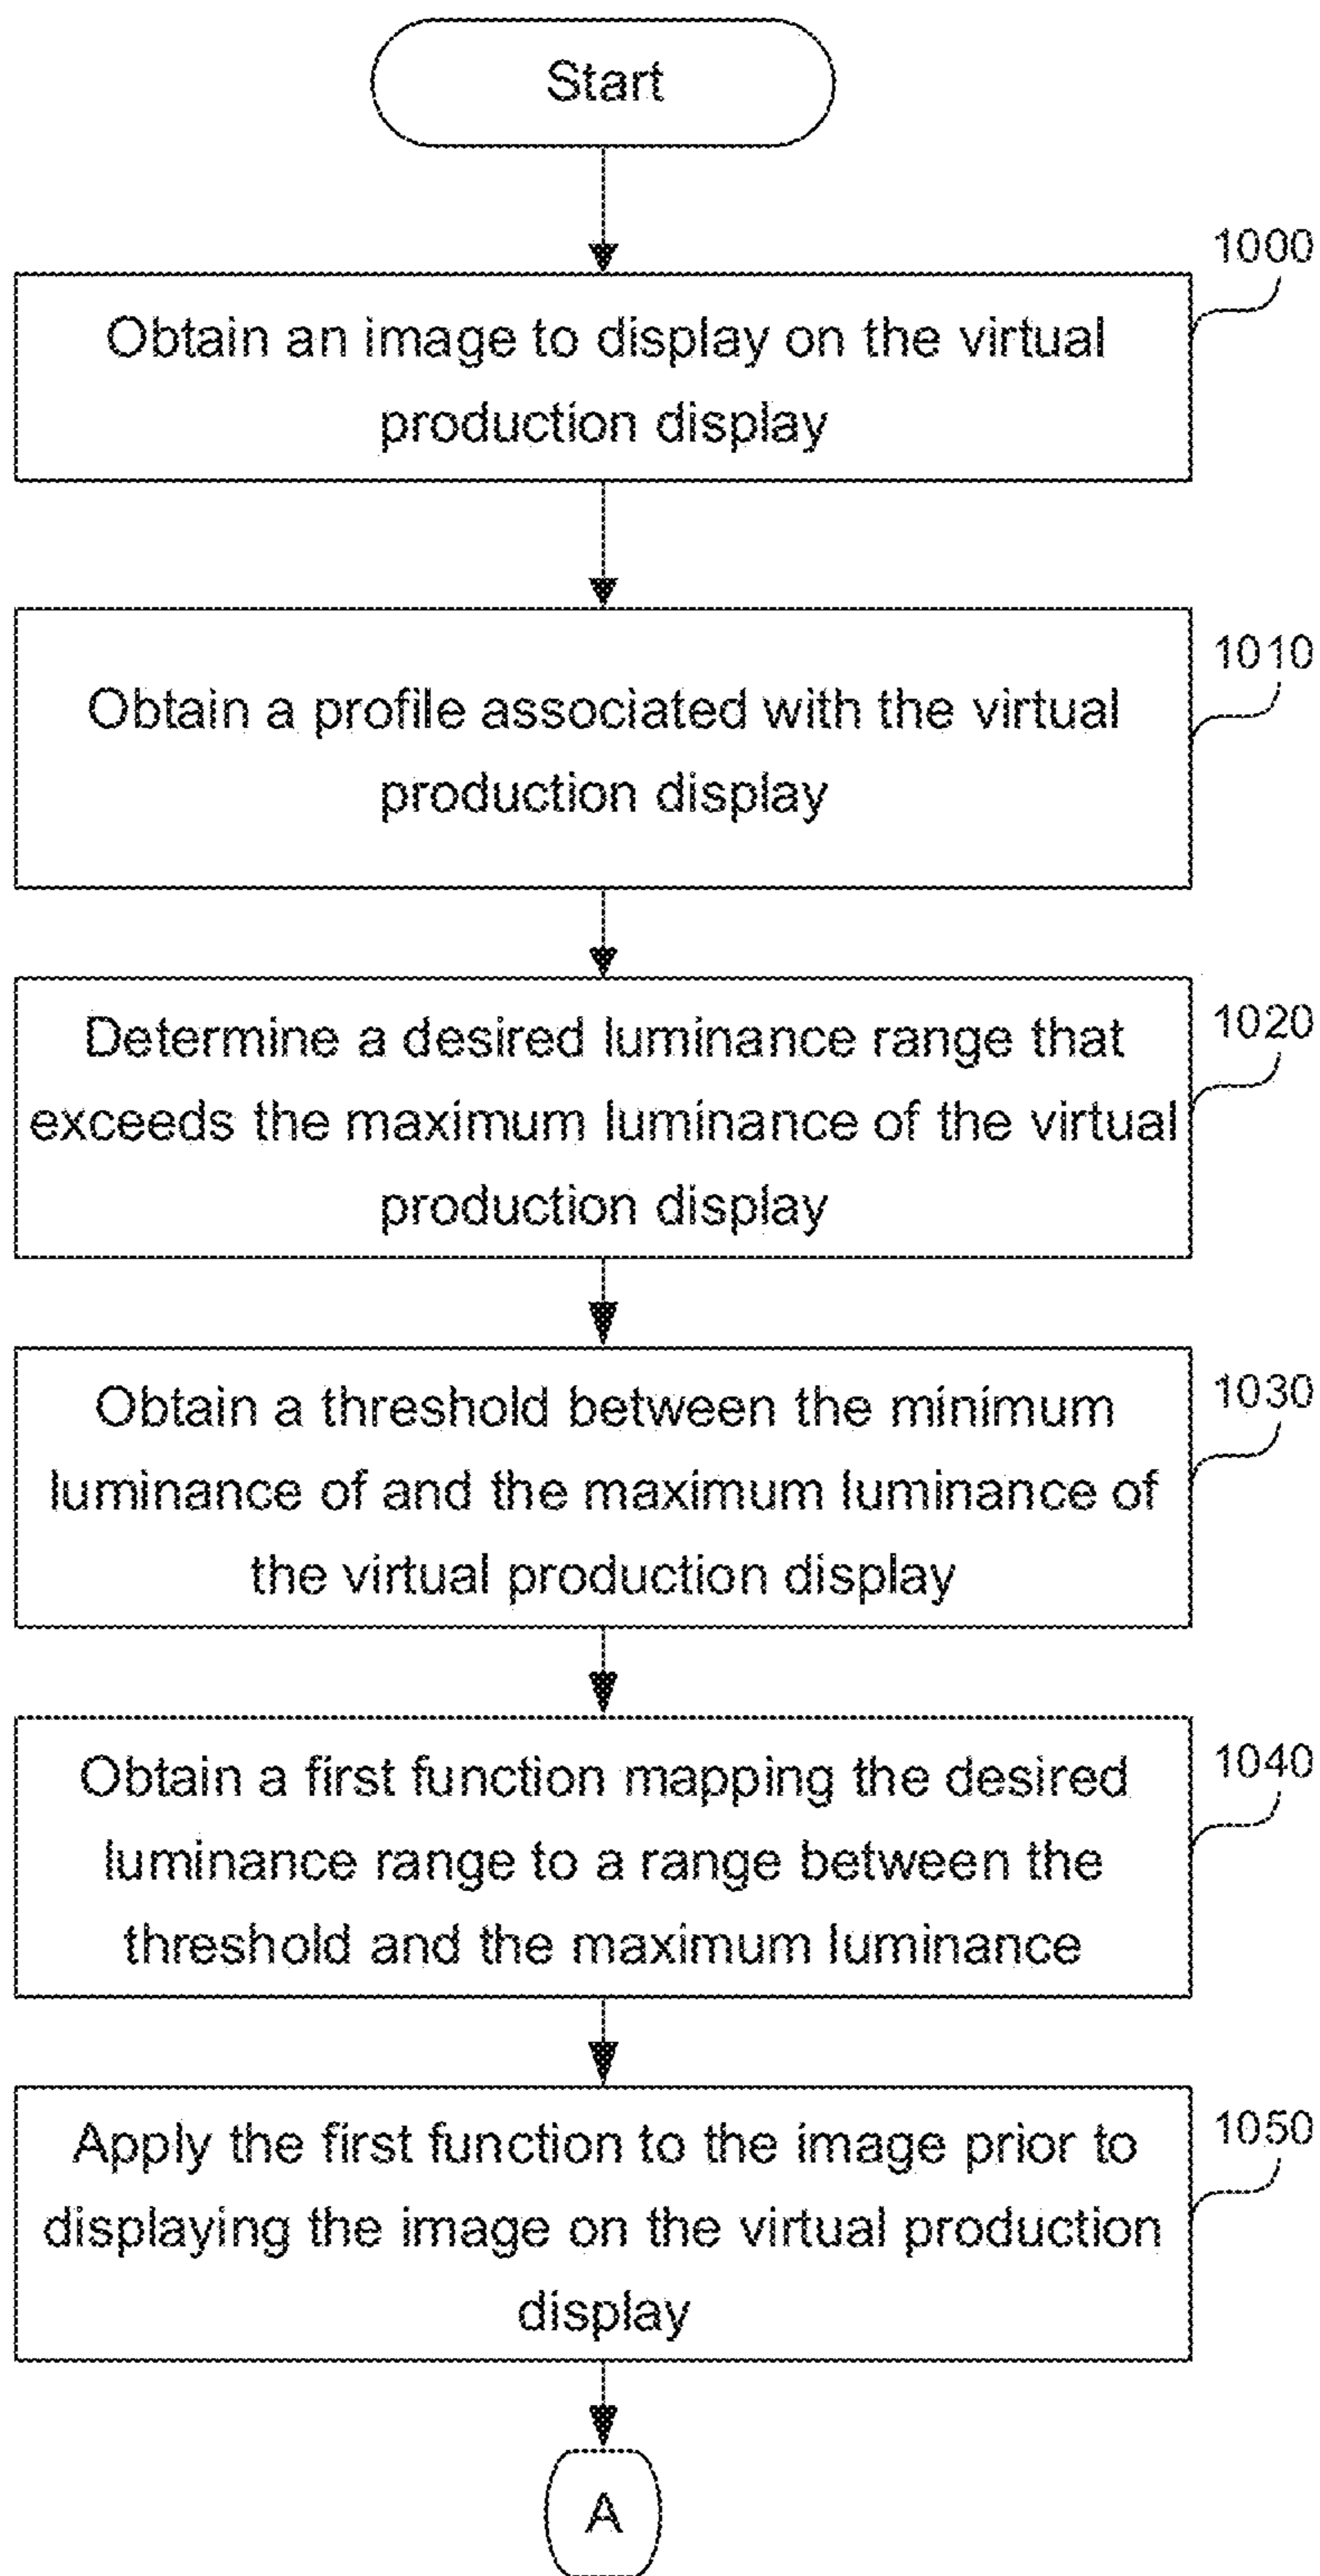 Start
1000
Obtain an image to display on the virtual
production display
1010
Obtain a profile associated with the virtual
production display
1020
Determine a desired luminance range that
exceeds the maximum luminance of the virtual
production display
1030
Obtain a threshold between the minimum
luminance of and the maximum luminance of
the virtual production display
1040
Obtain a first function mapping the desired
luminance range to a range between the
threshold and the maximum luminance
1050
Apply the first function to the image prior to
displaying the image on the virtual production
display
A